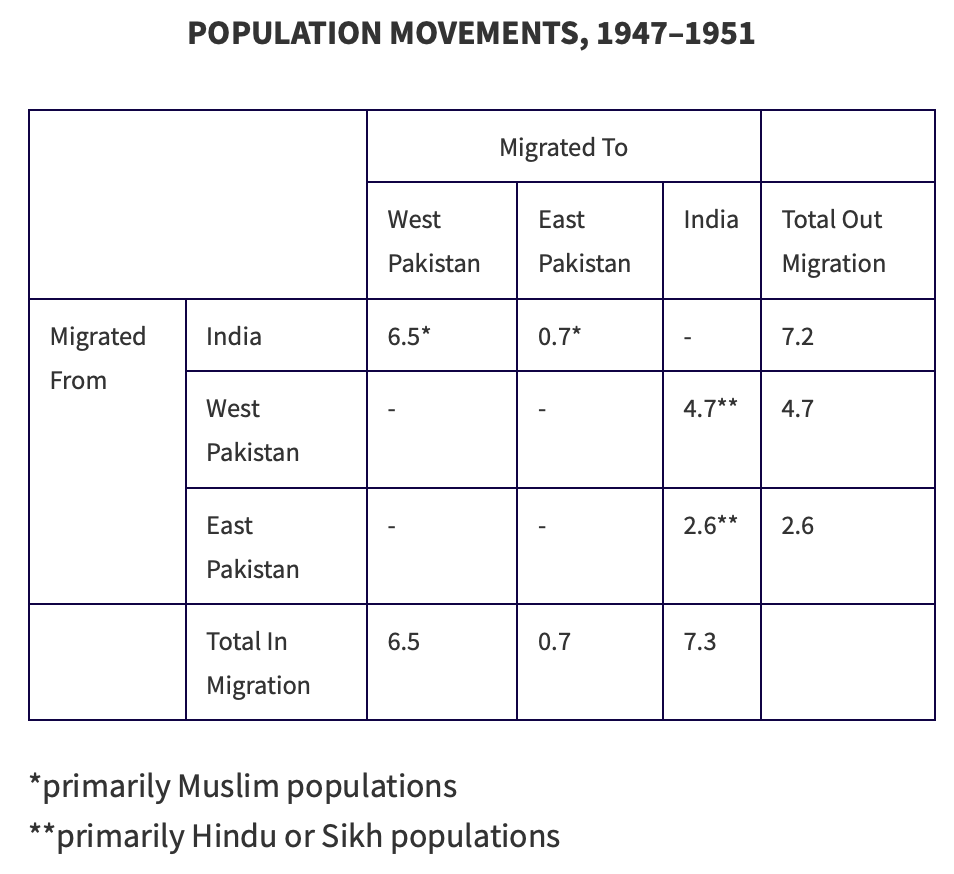 POPULATION MOVEMENTS, 1947–1951
Migrated To
West
Pakistan
East
Pakistan
India
Total Out
Migration
Migrated
From
India
6.5*
0.7*
-
7.2
West
Pakistan
-
-
4.7**
4.7
East
Pakistan
-
-
2.6**
2.6
Total In
Migration
6.5
0.7
7.3
*primarily Muslim populations
**primarily Hindu or Sikh populations